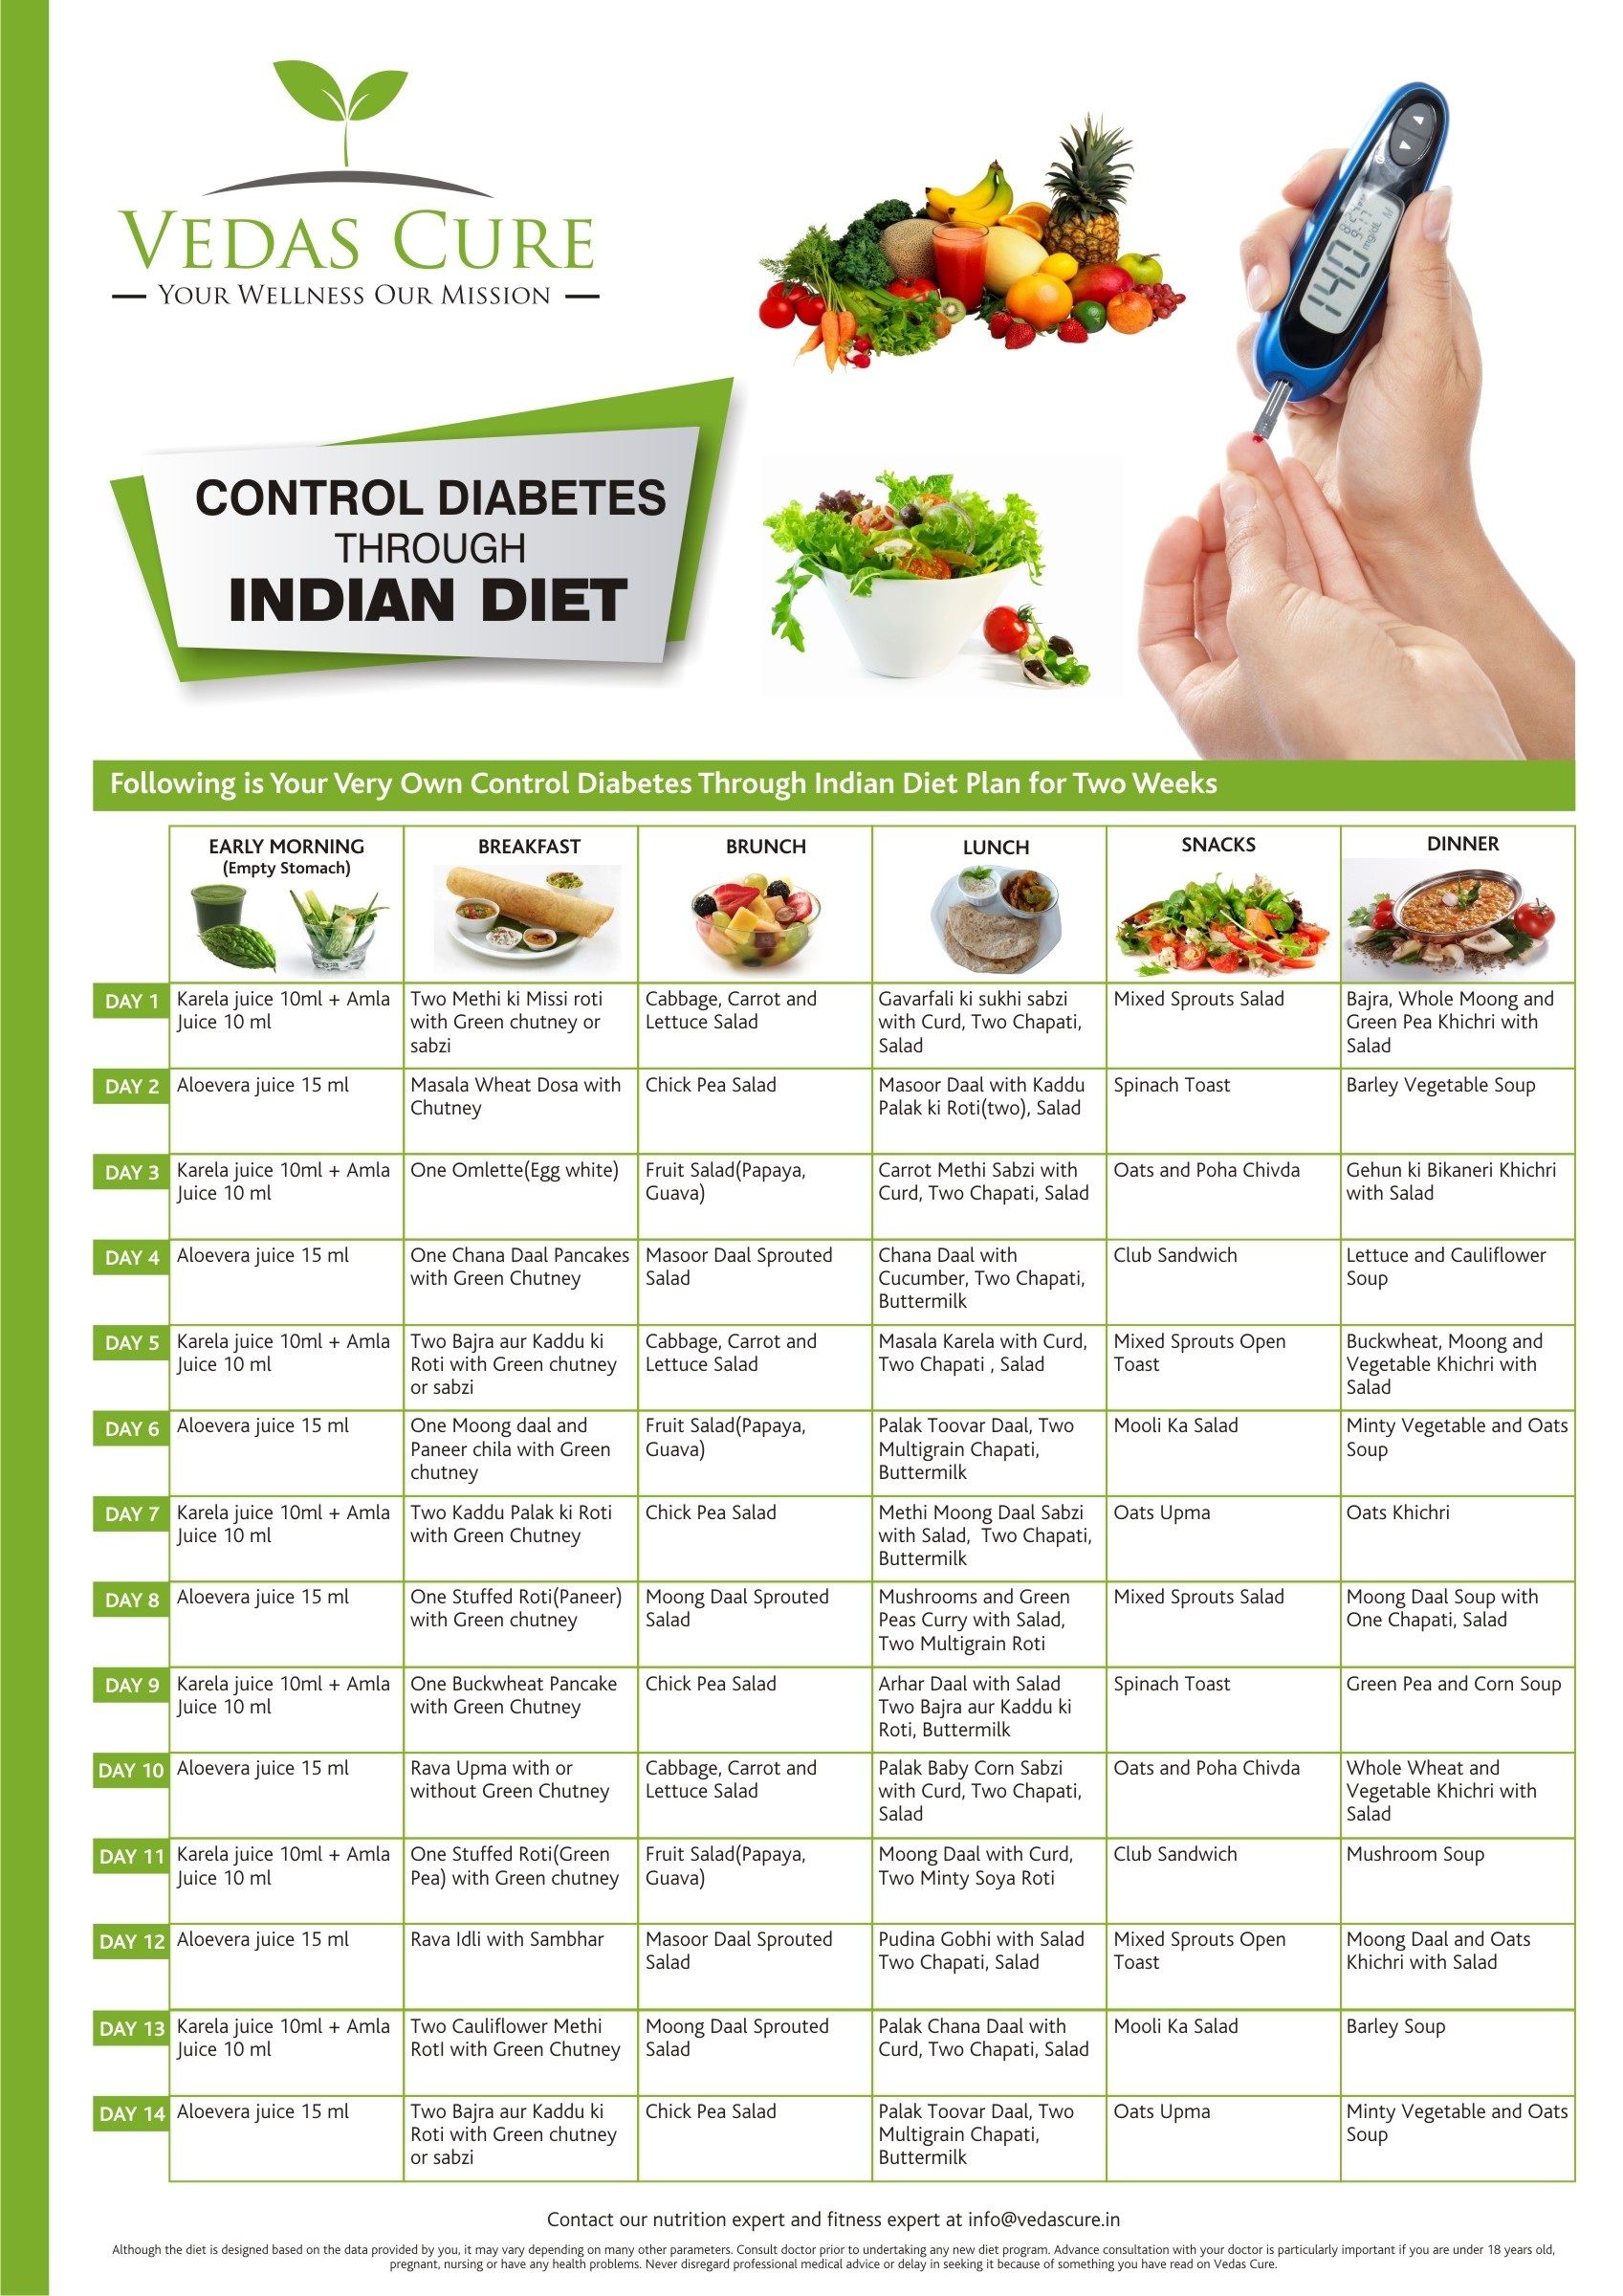 VEDAS CURE
YOUR WELLNESS OUR MISSION
140
mg/dL
CONTROL DIABETES
THROUGH
INDIAN DIET
Following is Your Very Own Control Diabetes Through Indian Diet Plan for Two Weeks
EARLY MORNING
(Empty Stomach)
BREAKFAST
BRUNCH
LUNCH
SNACKS
DINNER
DAY 1
Karela juice 10ml + Amla
Juice 10 ml
Two Methi ki Missi roti
with Green chutney or
sabzi
Cabbage, Carrot and
Lettuce Salad
Gavarfali ki sukhi sabzi
with Curd, Two Chapati,
Salad
Mixed Sprouts Salad
Bajra, Whole Moong and
Green Pea Khichri with
Salad
DAY 2
Aloevera juice 15 ml
Masala Wheat Dosa with
Chutney
Chick Pea Salad
Masoor Daal with Kaddu
Palak ki Roti(two), Salad
Spinach Toast
Barley Vegetable Soup
DAY 3
Karela juice 10ml + Amla
Juice 10 ml
One Omlette(Egg white)
Fruit Salad(Papaya,
Guava)
Carrot Methi Sabzi with
Curd, Two Chapati, Salad
Oats and Poha Chivda
Gehun ki Bikaneri Khichri
with Salad
DAY 4
Aloevera juice 15 ml
One Chana Daal Pancakes
with Green Chutney
Masoor Daal Sprouted
Salad
Chana Daal with
Cucumber, Two Chapati,
Buttermilk
Club Sandwich
Lettuce and Cauliflower
Soup
DAY 5
Karela juice 10ml + Amla
Juice 10 ml
Two Bajra aur Kaddu ki
Roti with Green chutney
or sabzi
Cabbage, Carrot and
Lettuce Salad
Masala Karela with Curd,
Two Chapati , Salad
Mixed Sprouts Open
Toast
Buckwheat, Moong and
Vegetable Khichri with
Salad
DAY 6
Aloevera juice 15 ml
One Moong daal and
Paneer chila with Green
chutney
Fruit Salad(Papaya,
Guava)
Palak Toovar Daal, Two
Multigrain Chapati,
Buttermilk
Mooli Ka Salad
Minty Vegetable and Oats
Soup
DAY 7
Karela juice 10ml + Amla
Juice 10 ml
Two Kaddu Palak ki Roti
with Green Chutney
Chick Pea Salad
Methi Moong Daal Sabzi
with Salad, Two Chapati,
Buttermilk
Oats Upma
Oats Khichri
DAY 8
Aloevera juice 15 ml
One Stuffed Roti(Paneer)
with Green chutney
Moong Daal Sprouted
Salad
Mushrooms and Green
Peas Curry with Salad,
Two Multigrain Roti
Mixed Sprouts Salad
Moong Daal Soup with
One Chapati, Salad
DAY 9
Karela juice 10ml + Amla
Juice 10 ml
One Buckwheat Pancake
with Green Chutney
Chick Pea Salad
Arhar Daal with Salad
Two Bajra aur Kaddu ki
Roti, Buttermilk
Spinach Toast
Green Pea and Corn Soup
DAY 10
Aloevera juice 15 ml
Rava Upma with or
without Green Chutney
Cabbage, Carrot and
Lettuce Salad
Palak Baby Corn Sabzi
with Curd, Two Chapati,
Salad
Oats and Poha Chivda
Whole Wheat and
Vegetable Khichri with
Salad
DAY 11
Karela juice 10ml + Amla
Juice 10 ml
One Stuffed Roti(Green
Pea) with Green chutney
Fruit Salad(Papaya,
Guava)
Moong Daal with Curd,
Two Minty Soya Roti
Club Sandwich
Mushroom Soup
DAY 12
Aloevera juice 15 ml
Rava Idli with Sambhar
Masoor Daal Sprouted
Salad
Pudina Gobhi with Salad
Two Chapati, Salad
Mixed Sprouts Open
Toast
Moong Daal and Oats
Khichri with Salad
DAY 13
Karela juice 10ml + Amla
Juice 10 ml
Two Cauliflower Methi
RotI with Green Chutney
Moong Daal Sprouted
Salad
Palak Chana Daal with
Curd, Two Chapati, Salad
Mooli Ka Salad
Barley Soup
DAY 14
Aloevera juice 15 ml
Two Bajra aur Kaddu ki
Roti with Green chutney
or sabzi
Chick Pea Salad
Palak Toovar Daal, Two
Multigrain Chapati,
Buttermilk
Oats Upma
Minty Vegetable and Oats
Soup
Contact our nutrition expert and fitness expert at info@vedascure.in
Although the diet is designed based on the data provided by you, it may vary depending on many other parameters. Consult doctor prior to undertaking any new diet program. Advance consultation with your doctor is particularly important if you are under 18 years old,
pregnant, nursing or have any health problems. Never disregard professional medical advice or delay in seeking it because of something you have read on Vedas Cure.